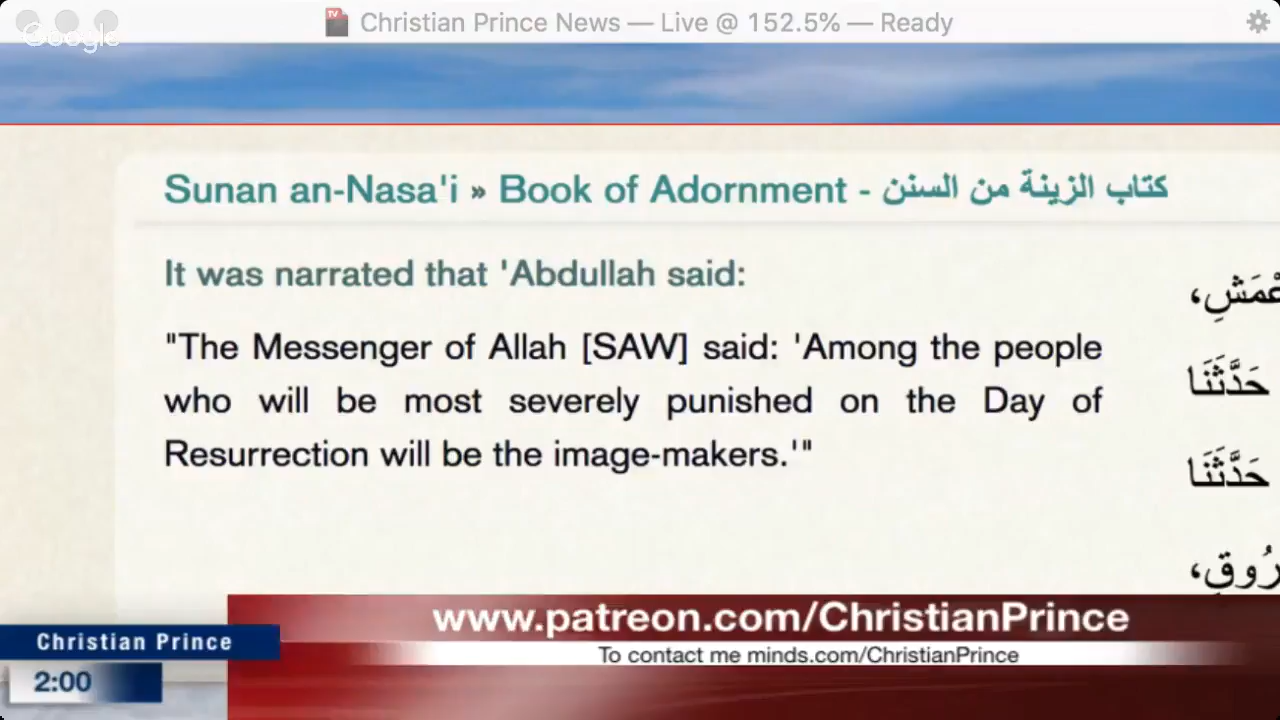 Google
Christian Prince News — Live @ 152.5% — Ready
Sunan an-Nasa'i » Book of Adornment - كتاب الزينة من السنن
It was narrated that 'Abdullah said:
"The Messenger of Allah [SAW] said: 'Among the people
who will be most severely punished on the Day of
Resurrection will be the image-makers.'"
حَدَّثَنَا
حَدَّثَنَا
www.patreon.com/ChristianPrince
Christian Prince
To contact me minds.com/ChristianPrince
2:00